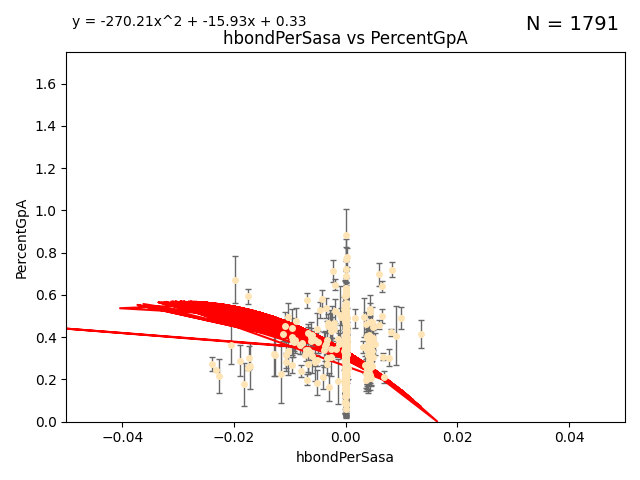 y = -270.21x^2 + -15.93x + 0.33
N = 1791
hbondPerSasa vs PercentGpA
PercentGpA
1.6
1.4
1.2
1.0
0.8
0.6
0.4
0.2
0.0
−0.04
−0.02
0.00
0.02
0.04
hbondPerSasa